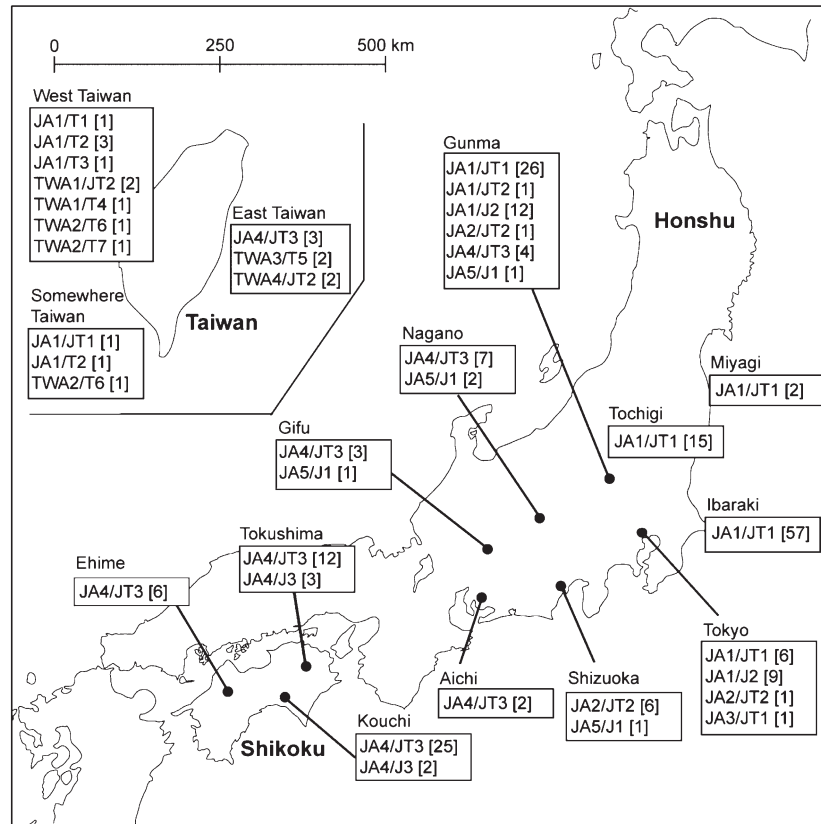 0 250 500 km
West Taiwan
JA1/T1 [1]
JA1/T2 [3]
JA1/T3 [1]
TWA1/JT2 [2]
TWA1/T4 [1]
TWA2/T6 [1]
TWA2/T7 [1]
East Taiwan
JA4/JT3 [3]
TWA3/T5 [2]
TWA4/JT2 [2]
Somewhere
Taiwan
JA1/JT1 [1]
JA1/T2 [1]
TWA2/T6 [1]
Taiwan
Gunma
JA1/JT1 [26]
JA1/JT2 [1]
JA1/J2 [12]
JA2/JT2 [1]
JA4/JT3 [4]
JA5/J1 [1]
Honshu
Nagano
JA4/JT3 [7]
JA5/J1 [2]
Miyagi
JA1/JT1 [2]
Tochigi
JA1/JT1 [15]
Gifu
JA4/JT3 [3]
JA5/J1 [1]
Ibaraki
JA1/JT1 [57]
Tokushima
JA4/JT3 [12]
JA4/J3 [3]
Ehime
JA4/JT3 [6]
Tokyo
JA1/JT1 [6]
JA1/J2 [9]
JA2/JT2 [1]
JA3/JT1 [1]
Aichi
JA4/JT3 [2]
Shizuoka
JA2/JT2 [6]
JA5/J1 [1]
Kouchi
JA4/JT3 [25]
JA4/J3 [2]
Shikoku